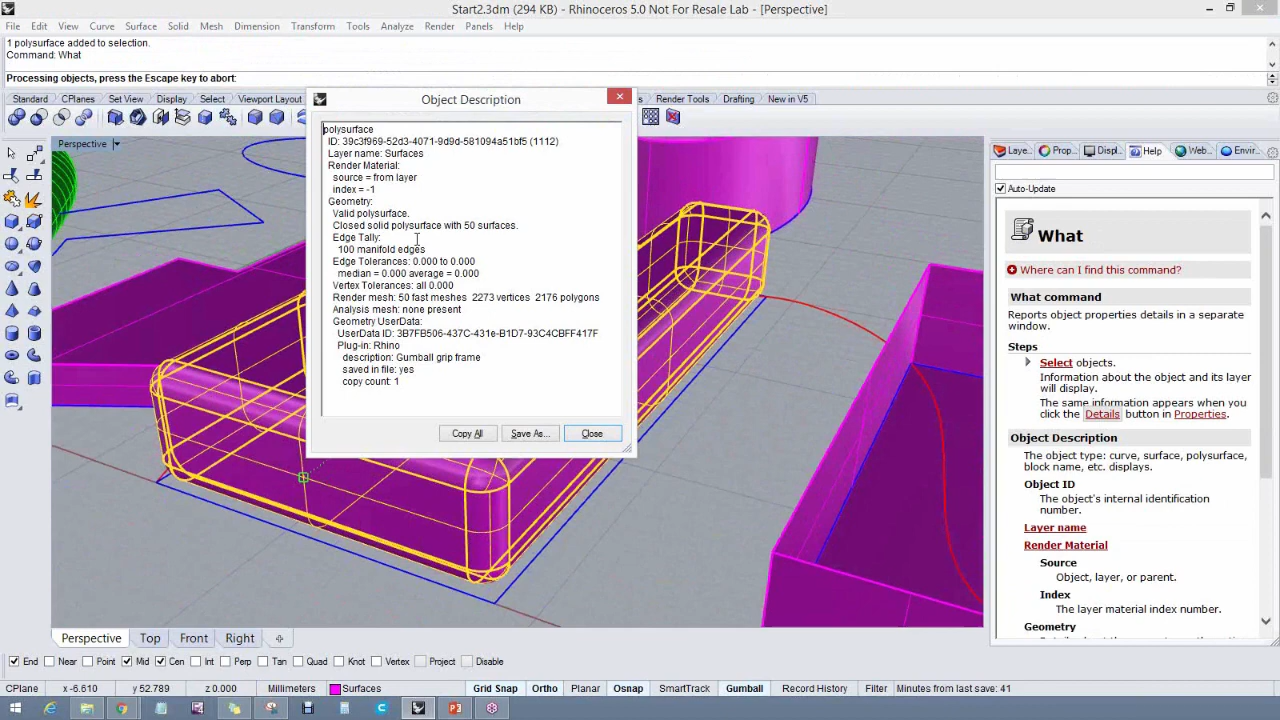 Start2.3dm (294 KB) - Rhinoceros 5.0 Not For Resale Lab - [Perspective]
File Edit View Curve Surface Solid Mesh Dimension Transform Tools Analyze Render Panels Help
1 polysurface added to selection.
Command: What
Processing objects, press the Escape key to abort:
Standard CPlanes Set View Display Select Viewport Layout Render Tools Drafting New in V5
Perspective
Object Description
polysurface
ID: 39c3f969-52d3-4071-9d9d-581094a51bf5 (1112)
Layer name: Surfaces
Render Material:
source = from layer
index = -1
Geometry:
Valid polysurface.
Closed solid polysurface with 50 surfaces.
Edge Tally:
100 manifold edges
Edge Tolerances: 0.000 to 0.000
median = 0.000 average = 0.000
Vertex Tolerances: all 0.000
Render mesh: 50 fast meshes 2273 vertices 2176 polygons
Analysis mesh: none present
Geometry UserData:
UserData ID: 3B7FB506-437C-431e-B1D7-93C4CBFF417F
Plug-in: Rhino
description: Gumball grip frame
saved in file: yes
copy count: 1
Copy All Save As... Close
Laye... Prop... Displ... Help Web... Envir...
Auto-Update
What
Where can I find this command?
What command
Reports object properties details in a separate
window.
Steps
Select objects.
Information about the object and its layer
will display.
The same information appears when you
click the Details button in Properties.
Object Description
The object type: curve, surface, polysurface,
block name, etc. displays.
Object ID
The object's internal identification
number.
Layer name
Render Material
Source
Object, layer, or parent.
Index
The layer material index number.
Geometry
Perspective Top Front Right
End Near Point Mid Cen Int Perp Tan Quad Knot Vertex Project Disable
CPlane x -6.610 y 52.789 z 0.000 Millimeters Surfaces Grid Snap Ortho Planar Osnap SmartTrack Gumball Record History Filter Minutes from last save: 41